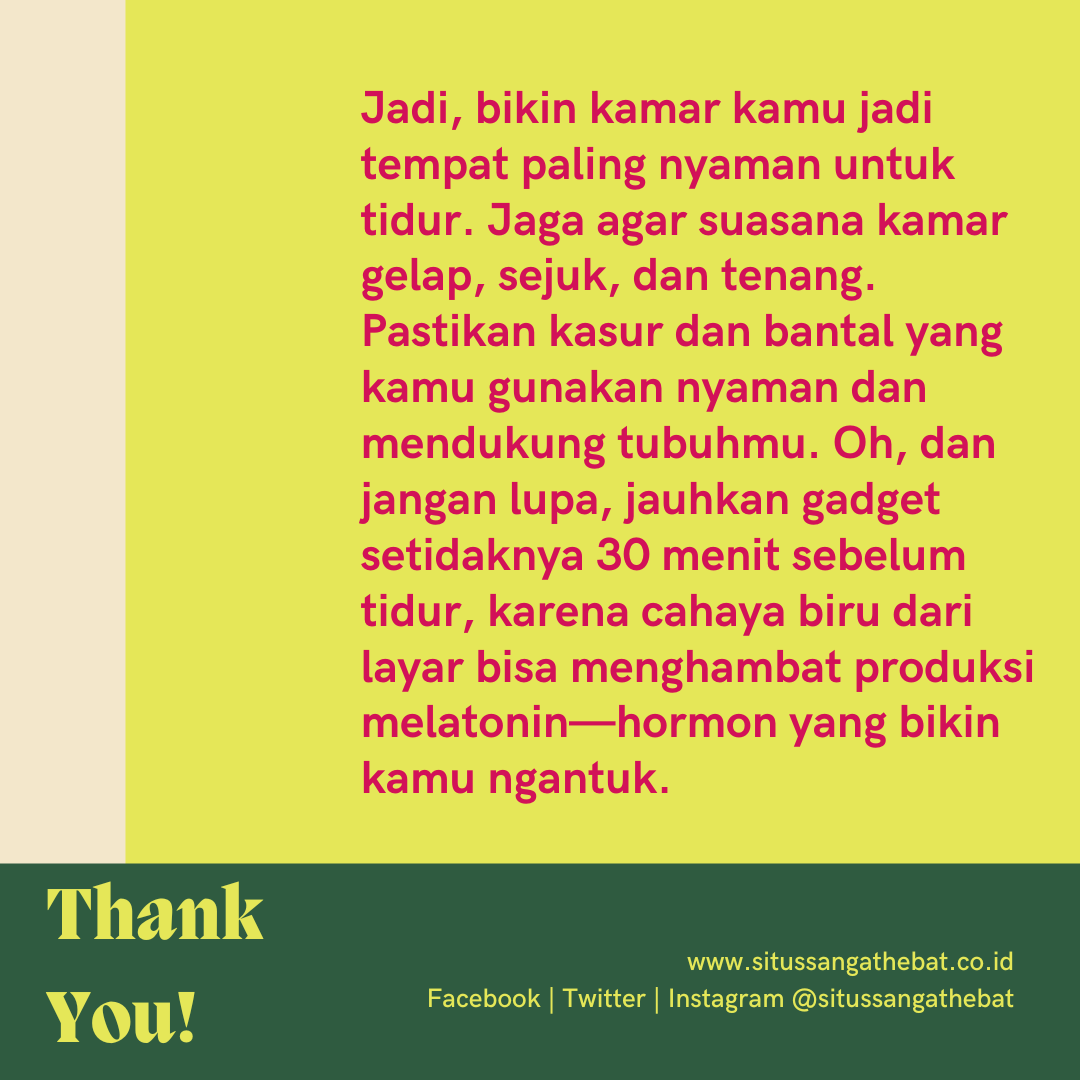 Jadi, bikin kamar kamu jadi
tempat paling nyaman untuk
tidur. Jaga agar suasana kamar
gelap, sejuk, dan tenang.
Pastikan kasur dan bantal yang
kamu gunakan nyaman dan
mendukung tubuhmu. Oh, dan
jangan lupa, jauhkan gadget
setidaknya 30 menit sebelum
tidur, karena cahaya biru dari
layar bisa menghambat produksi
melatonin—hormon yang bikin
kamu ngantuk.
Thank
You!
www.situssangathebat.co.id
Facebook | Twitter | Instagram @situssangathebat